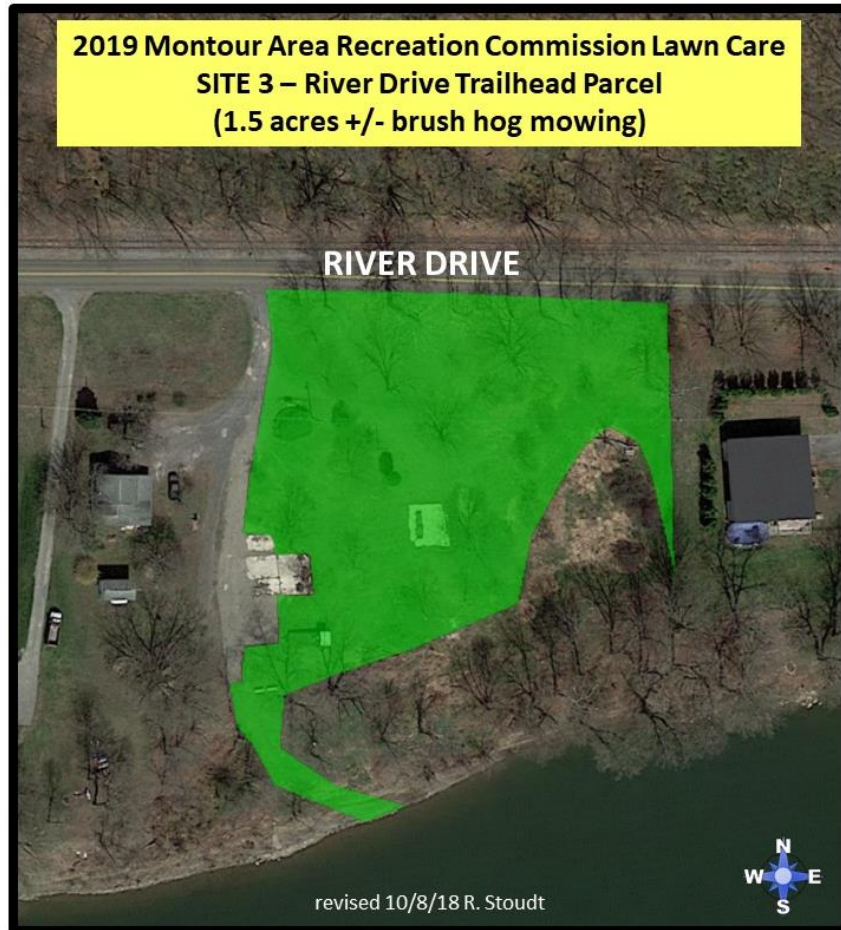 2019 Montour Area Recreation Commission Lawn Care
SITE 3 – River Drive Trailhead Parcel
(1.5 acres +/- brush hog mowing)
RIVER DRIVE
N
W E
S
revised 10/8/18 R. Stoudt